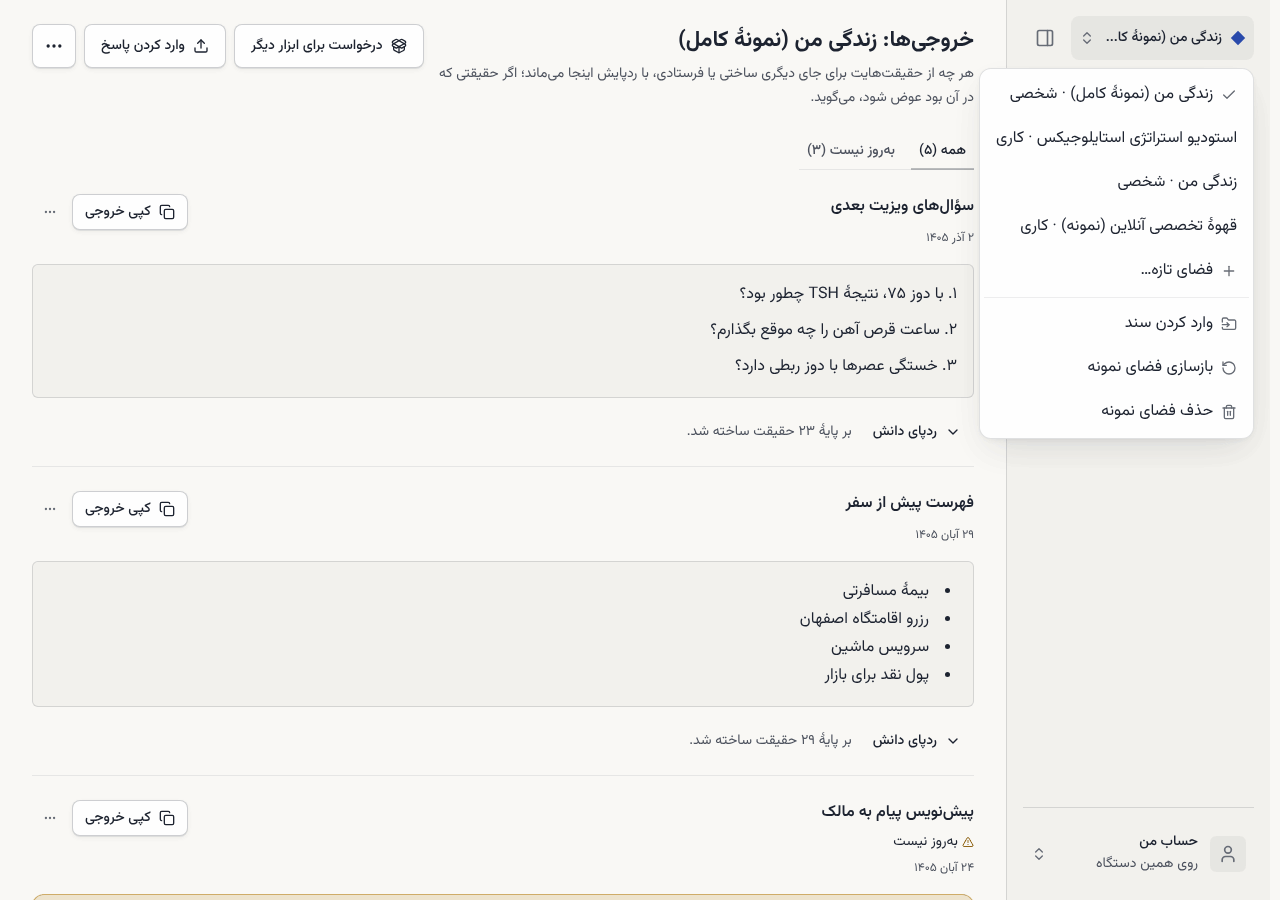 زندگی من (نمونهٔ کا...
زندگی من (نمونهٔ کامل) · شخصی
استودیو استراتژی استایلوجیکس · کاری
زندگی من · شخصی
قهوهٔ تخصصی آنلاین (نمونه) · کاری
فضای تازه…
وارد کردن سند
بازسازی فضای نمونه
حذف فضای نمونه
حساب من
روی همین دستگاه
خروجی‌ها: زندگی من (نمونهٔ کامل)
هر چه از حقیقت‌هایت برای جای دیگری ساختی یا فرستادی، با ردپایش اینجا می‌ماند؛ اگر حقیقتی که
در آن بود عوض شود، می‌گوید.
درخواست برای ابزار دیگر
وارد کردن پاسخ
همه (۵)
به‌روز نیست (۳)
سؤال‌های ویزیت بعدی
۲ آذر ۱۴۰۵
کپی خروجی
۱. با دوز ۷۵، نتیجهٔ TSH چطور بود؟
۲. ساعت قرص آهن را چه موقع بگذارم؟
۳. خستگی عصرها با دوز ربطی دارد؟
ردپای دانش بر پایهٔ ۲۳ حقیقت ساخته شد.
فهرست پیش از سفر
۲۹ آبان ۱۴۰۵
کپی خروجی
• بیمهٔ مسافرتی
• رزرو اقامتگاه اصفهان
• سرویس ماشین
• پول نقد برای بازار
ردپای دانش بر پایهٔ ۲۹ حقیقت ساخته شد.
پیش‌نویس پیام به مالک
به‌روز نیست
۲۴ آبان ۱۴۰۵
کپی خروجی